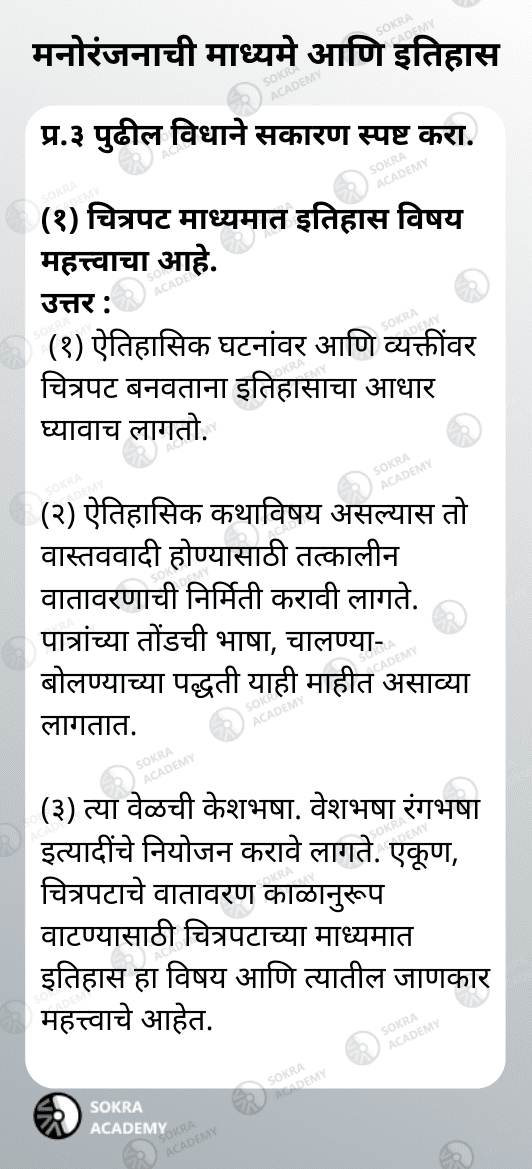 मनोरंजनाची माध्यमे आणि इतिहास
प्र.३ पुढील विधाने सकारण स्पष्ट करा.
(१) चित्रपट माध्यमात इतिहास विषय
महत्त्वाचा आहे.
उत्तर :
(१) ऐतिहासिक घटनांवर आणि व्यक्तींवर
चित्रपट बनवताना इतिहासाचा आधार
घ्यावाच लागतो.
(२) ऐतिहासिक कथाविषय असल्यास तो
वास्तववादी होण्यासाठी तत्कालीन
वातावरणाची निर्मिती करावी लागते.
पात्रांच्या तोंडची भाषा, चालण्या-
बोलण्याच्या पद्धती याही माहीत असाव्या
लागतात.
(३) त्या वेळची केशभषा. वेशभषा रंगभषा
इत्यादींचे नियोजन करावे लागते. एकूण,
चित्रपटाचे वातावरण काळानुरूप
वाटण्यासाठी चित्रपटाच्या माध्यमात
इतिहास हा विषय आणि त्यातील जाणकार
महत्त्वाचे आहेत.
SOKRA
ACADEMY